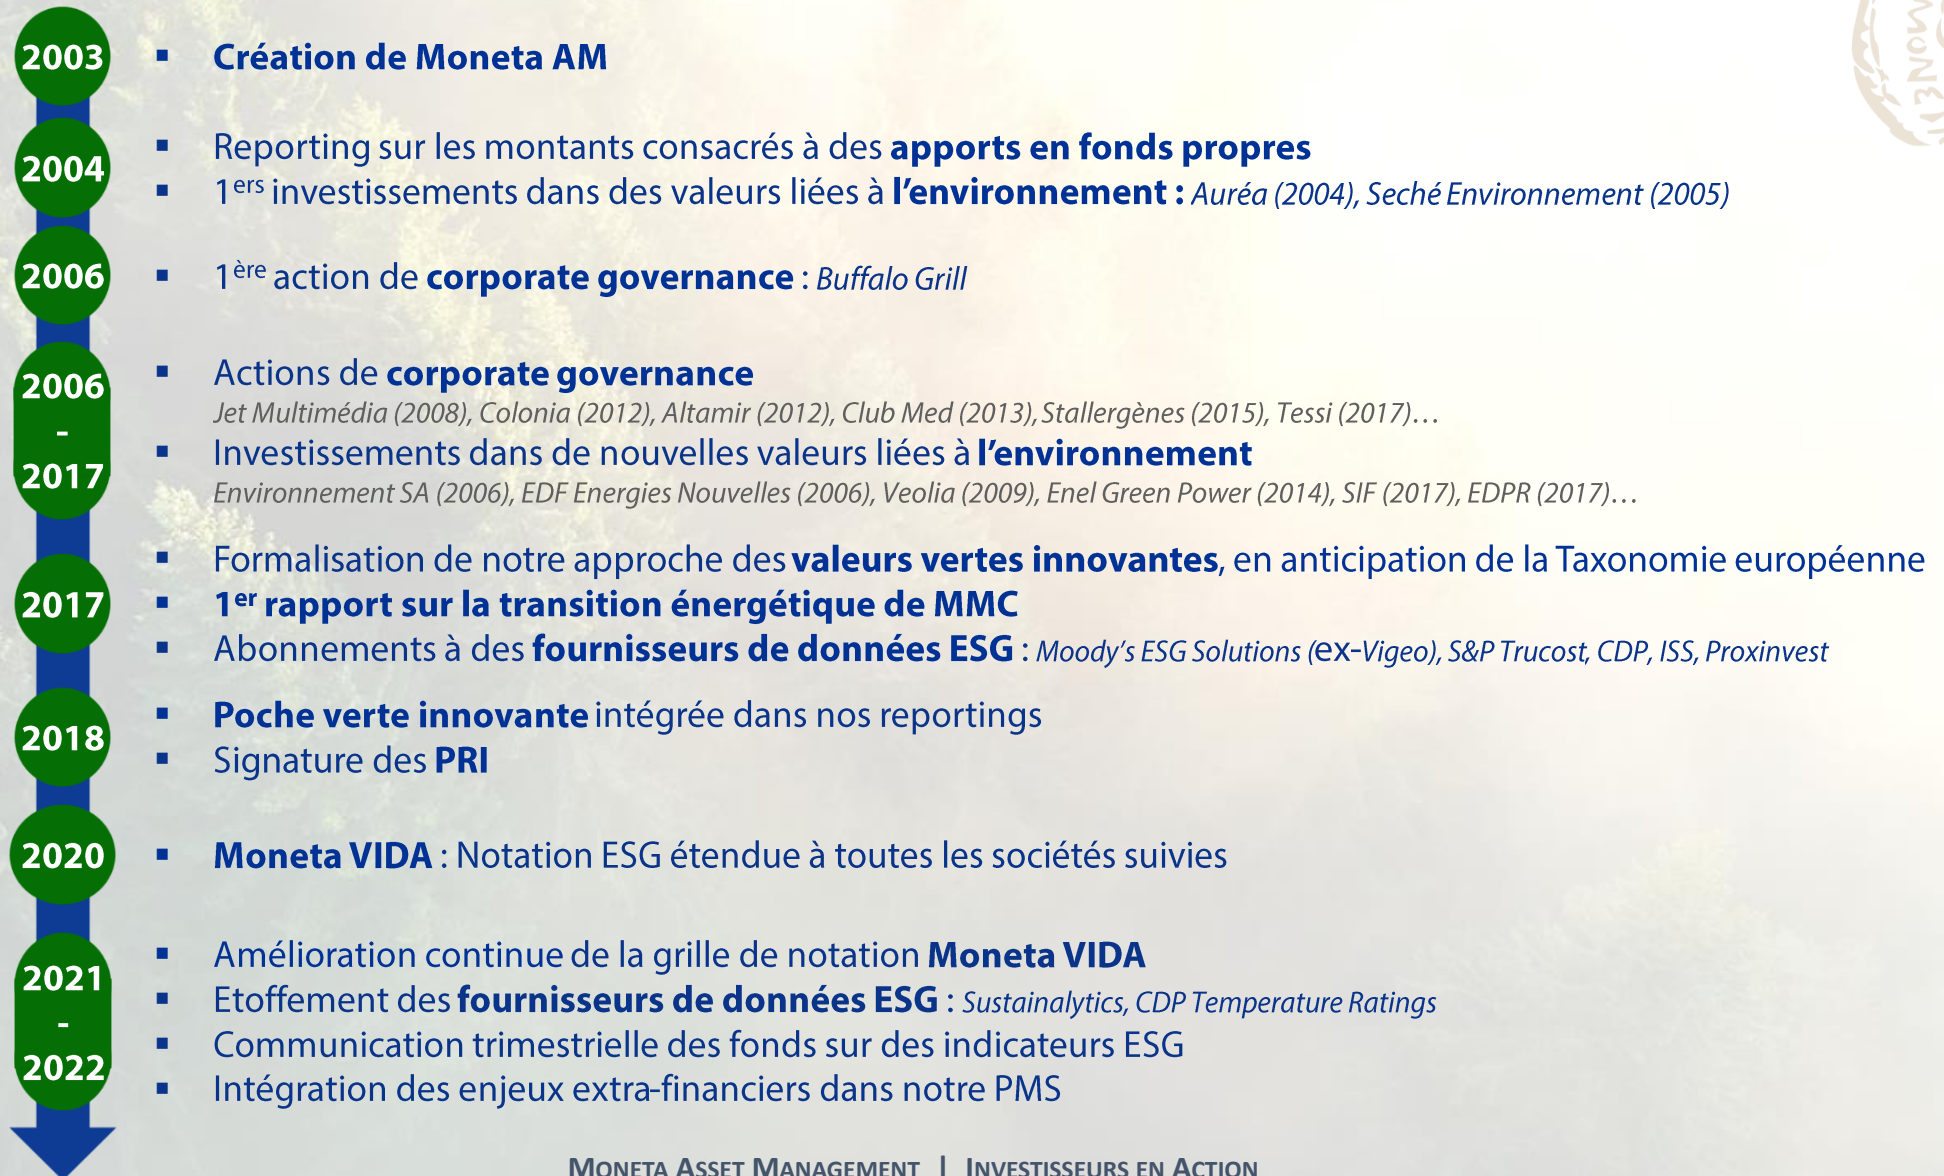 2003
▪ Création de Moneta AM
2004
▪ Reporting sur les montants consacrés à des apports en fonds propres
▪ 1ers investissements dans des valeurs liées à l’environnement : Auréa (2004), Seché Environnement (2005)
2006
▪ 1ère action de corporate governance : Buffalo Grill
2006
-
2017
▪ Actions de corporate governance
Jet Multimédia (2008), Colonia (2012), Altamir (2012), Club Med (2013), Stallergènes (2015), Tessi (2017)…
▪ Investissements dans de nouvelles valeurs liées à l’environnement
Environnement SA (2006), EDF Energies Nouvelles (2006), Veolia (2009), Enel Green Power (2014), SIF (2017), EDPR (2017)…
2017
▪ Formalisation de notre approche des valeurs vertes innovantes, en anticipation de la Taxonomie européenne
▪ 1er rapport sur la transition énergétique de MMC
▪ Abonnements à des fournisseurs de données ESG : Moody’s ESG Solutions (ex-Vigeo), S&P Trucost, CDP, ISS, Proxinvest
2018
▪ Poche verte innovante intégrée dans nos reportings
▪ Signature des PRI
2020
▪ Moneta VIDA : Notation ESG étendue à toutes les sociétés suivies
2021
-
2022
▪ Amélioration continue de la grille de notation Moneta VIDA
▪ Etoffement des fournisseurs de données ESG : Sustainalytics, CDP Temperature Ratings
▪ Communication trimestrielle des fonds sur des indicateurs ESG
▪ Intégration des enjeux extra-financiers dans notre PMS
MONETA ASSET MANAGEMENT | INVESTISSEURS EN ACTION